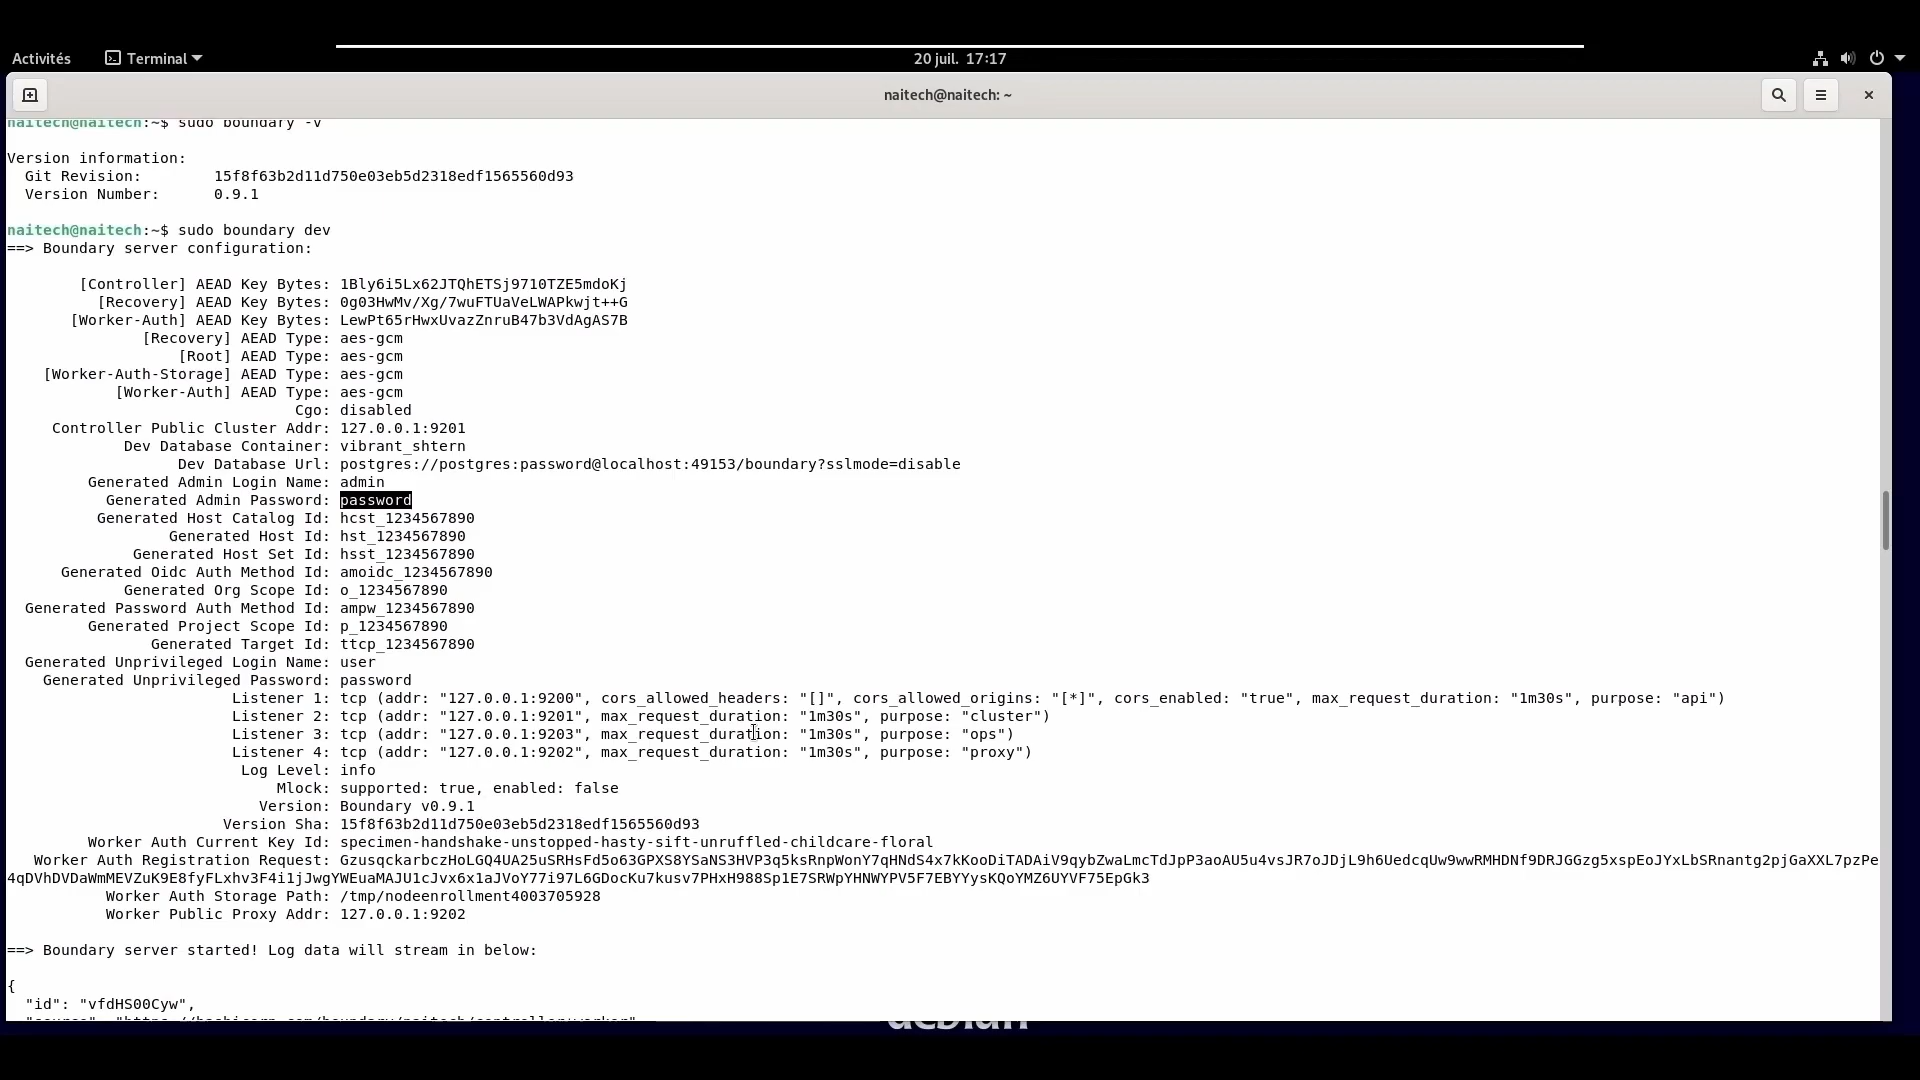 Activités
Terminal
20 juil. 17:17
naitech@naitech: ~
naitech@naitech:~$ sudo boundary -v
Version information:
Git Revision: 15f8f63b2d11d750e03eb5d2318edf1565560d93
Version Number: 0.9.1
naitech@naitech:~$ sudo boundary dev
==> Boundary server configuration:
[Controller] AEAD Key Bytes: 1Bly6i5Lx62JTQhETSj9710TZE5mdoKj
[Recovery] AEAD Key Bytes: 0g03HwMv/Xg/7wuFTUaVeLWAPkwjt++G
[Worker-Auth] AEAD Key Bytes: LewPt65rHwxUvazZnruB47b3VdAgAS7B
[Recovery] AEAD Type: aes-gcm
[Root] AEAD Type: aes-gcm
[Worker-Auth-Storage] AEAD Type: aes-gcm
[Worker-Auth] AEAD Type: aes-gcm
Cgo: disabled
Controller Public Cluster Addr: 127.0.0.1:9201
Dev Database Container: vibrant_shtern
Dev Database Url: postgres://postgres:password@localhost:49153/boundary?sslmode=disable
Generated Admin Login Name: admin
Generated Admin Password: password
Generated Host Catalog Id: hcst_1234567890
Generated Host Id: hst_1234567890
Generated Host Set Id: hsst_1234567890
Generated Oidc Auth Method Id: amoidc_1234567890
Generated Org Scope Id: o_1234567890
Generated Password Auth Method Id: ampw_1234567890
Generated Project Scope Id: p_1234567890
Generated Target Id: ttcp_1234567890
Generated Unprivileged Login Name: user
Generated Unprivileged Password: password
Listener 1: tcp (addr: "127.0.0.1:9200", cors_allowed_headers: "[]", cors_allowed_origins: "[*]", cors_enabled: "true", max_request_duration: "1m30s", purpose: "api")
Listener 2: tcp (addr: "127.0.0.1:9201", max_request_duration: "1m30s", purpose: "cluster")
Listener 3: tcp (addr: "127.0.0.1:9203", max_request_duration: "1m30s", purpose: "ops")
Listener 4: tcp (addr: "127.0.0.1:9202", max_request_duration: "1m30s", purpose: "proxy")
Log Level: info
Mlock: supported: true, enabled: false
Version: Boundary v0.9.1
Version Sha: 15f8f63b2d11d750e03eb5d2318edf1565560d93
Worker Auth Current Key Id: specimen-handshake-unstopped-hasty-sift-unruffled-childcare-floral
Worker Auth Registration Request: GzusqckarbczHoLGQ4UA25uSRHsFd5o63GPXS8YSaNS3HVP3q5ksRnpWonY7qHNdS4x7kKooDiTADAiV9qybZwaLmcTdJpP3aoAU5u4vsJR7oJDjL9h6UedcqUw9wwRMHDNf9DRJGGzg5xspEoJYxLbSRnantg2pjGaXXL7pzPe
4qDVhDVDaWmMEVZuK9E8fyFLxhv3F4i1jJwgYWEuaMAJU1cJvx6x1aJVoY77i97L6GDocKu7kusv7PHxH988Sp1E7SRWpYHNWYPV5F7EBYYysKQoYMZ6UYVF75EpGk3
Worker Auth Storage Path: /tmp/nodeenrollment4003705928
Worker Public Proxy Addr: 127.0.0.1:9202
==> Boundary server started! Log data will stream in below:
{
"id": "vfdHS00Cyw",
"source": "https://hashicorp.com/boundary/naitech/controller+worker",
debian